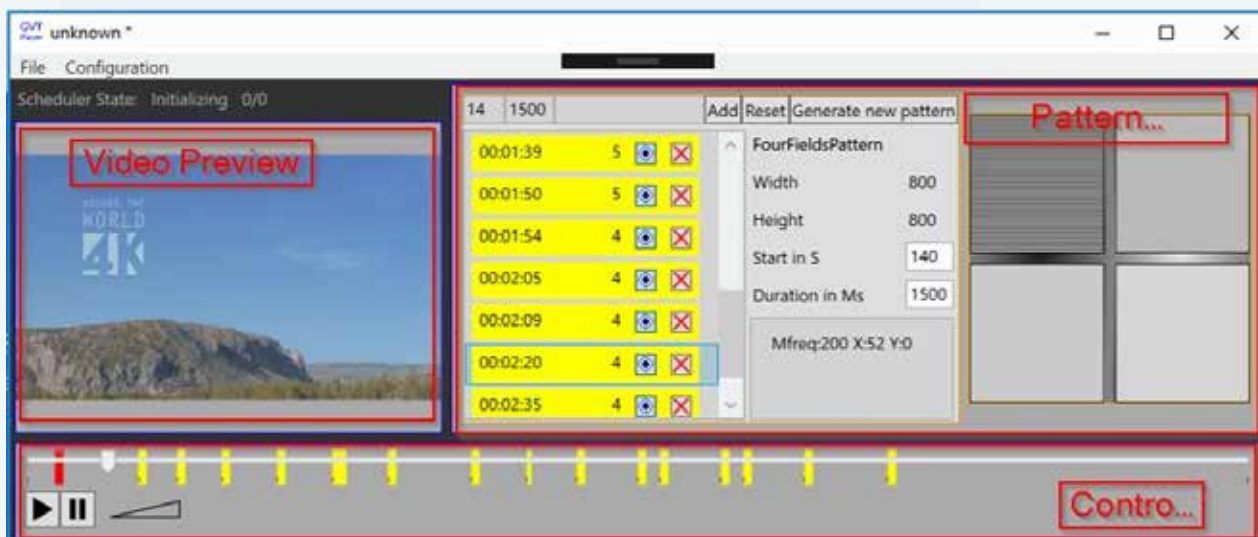 unknown *
File Configuration
Scheduler State: Initializing 0/0
Video Preview
WORLD
4K
14 1500 Add Reset Generate new pattern
00:01:39 5
00:01:50 5
00:01:54 4
00:02:05 4
00:02:09 4
00:02:20 4
00:02:35 4
FourFieldsPattern
Width 800
Height 800
Start in S 140
Duration in Ms 1500
Mfreq:200 X:52 Y:0
Pattern...
Contro...